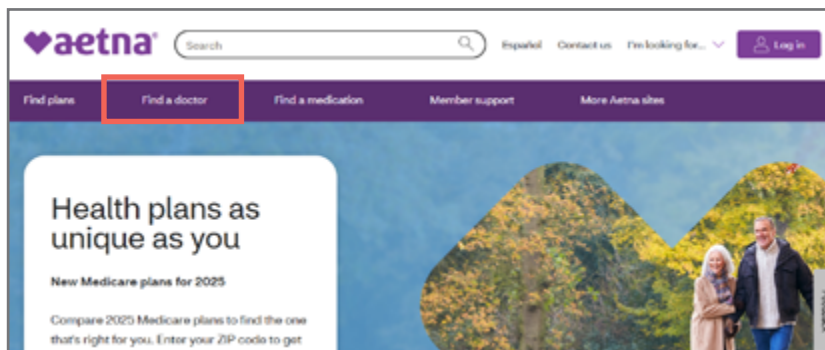 aetna
Search
Español Contact us I'm looking for... Log in
Find plans Find a doctor Find a medication Member support More Aetna sites
Health plans as
unique as you
New Medicare plans for 2025
Compare 2025 Medicare plans to find the one
that's right for you. Enter your ZIP code to get